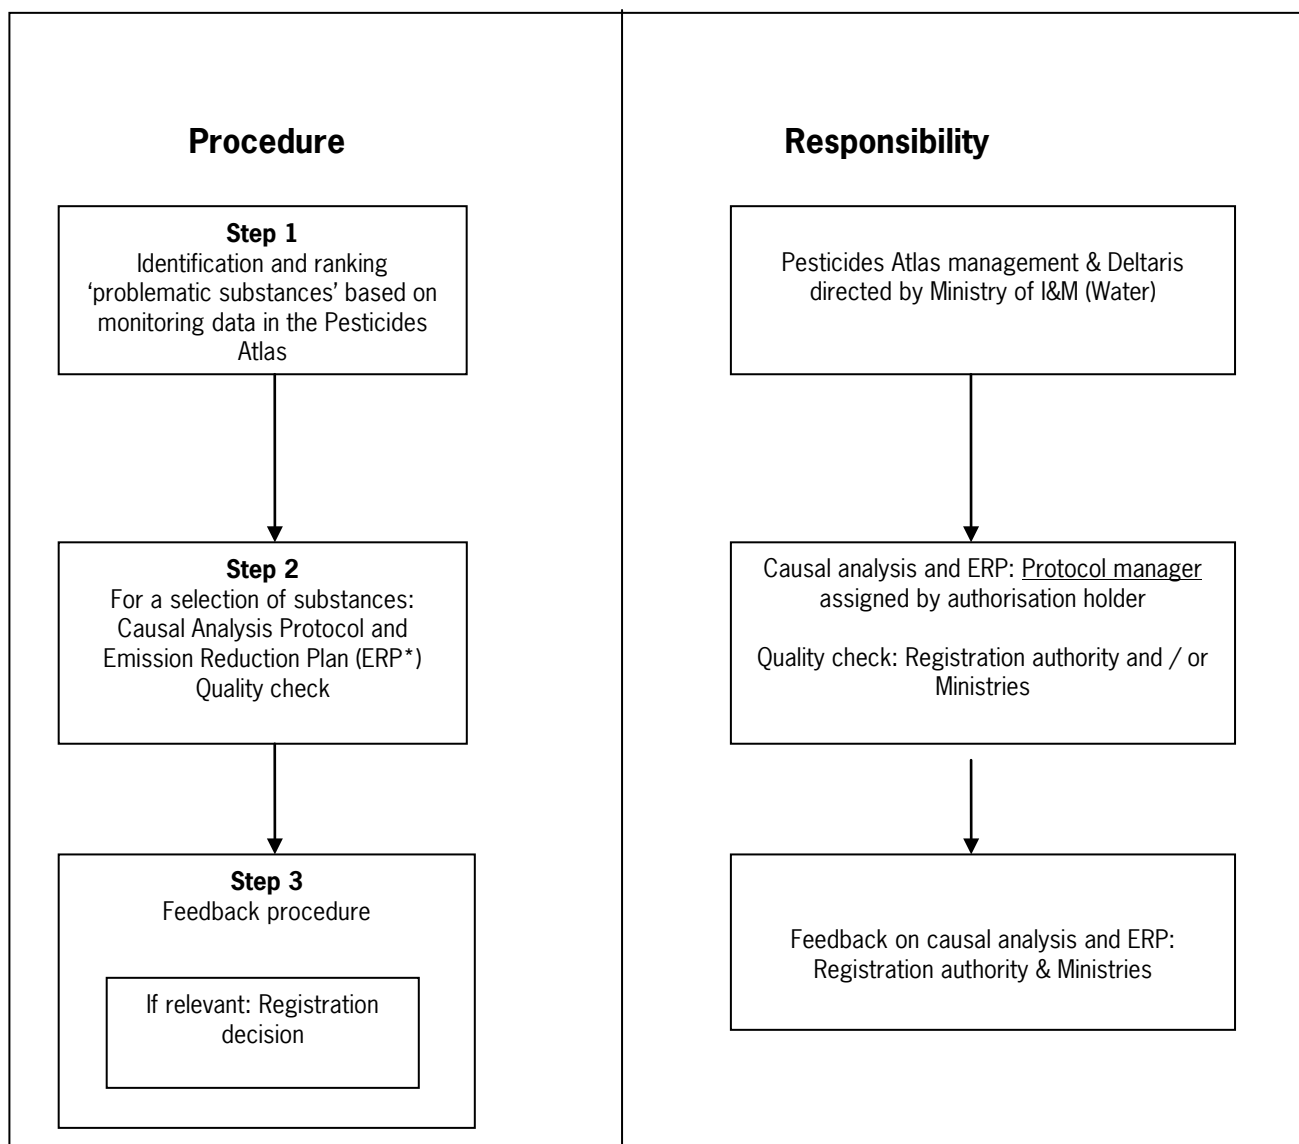 Procedure
Responsibility
Step 1
Identification and ranking
‘problematic substances’ based on
monitoring data in the Pesticides
Atlas
Pesticides Atlas management & Deltaris
directed by Ministry of I&M (Water)
Step 2
For a selection of substances:
Causal Analysis Protocol and
Emission Reduction Plan (ERP*)
Quality check
Causal analysis and ERP: Protocol manager
assigned by authorisation holder
Quality check: Registration authority and / or
Ministries
Step 3
Feedback procedure
If relevant: Registration
decision
Feedback on causal analysis and ERP:
Registration authority & Ministries